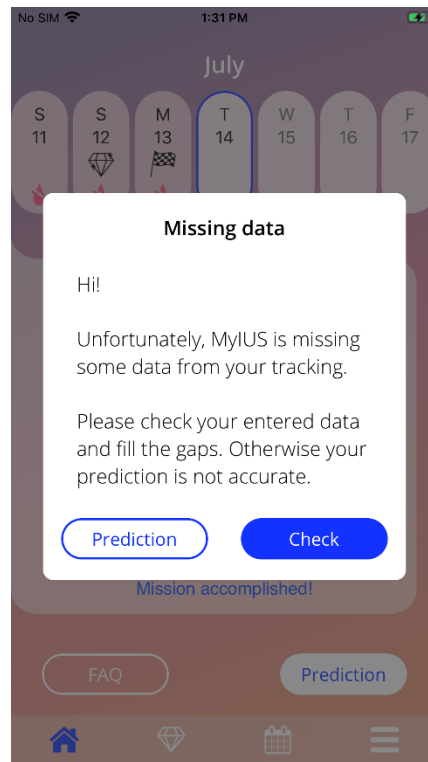 No SIM 1:31 PM
July
S S M T W T F
11 12 13 14 15 16 17
Missing data
Hi!
Unfortunately, MyIUS is missing
some data from your tracking.
Please check your entered data
and fill the gaps. Otherwise your
prediction is not accurate.
Prediction Check
Mission accomplished!
FAQ Prediction